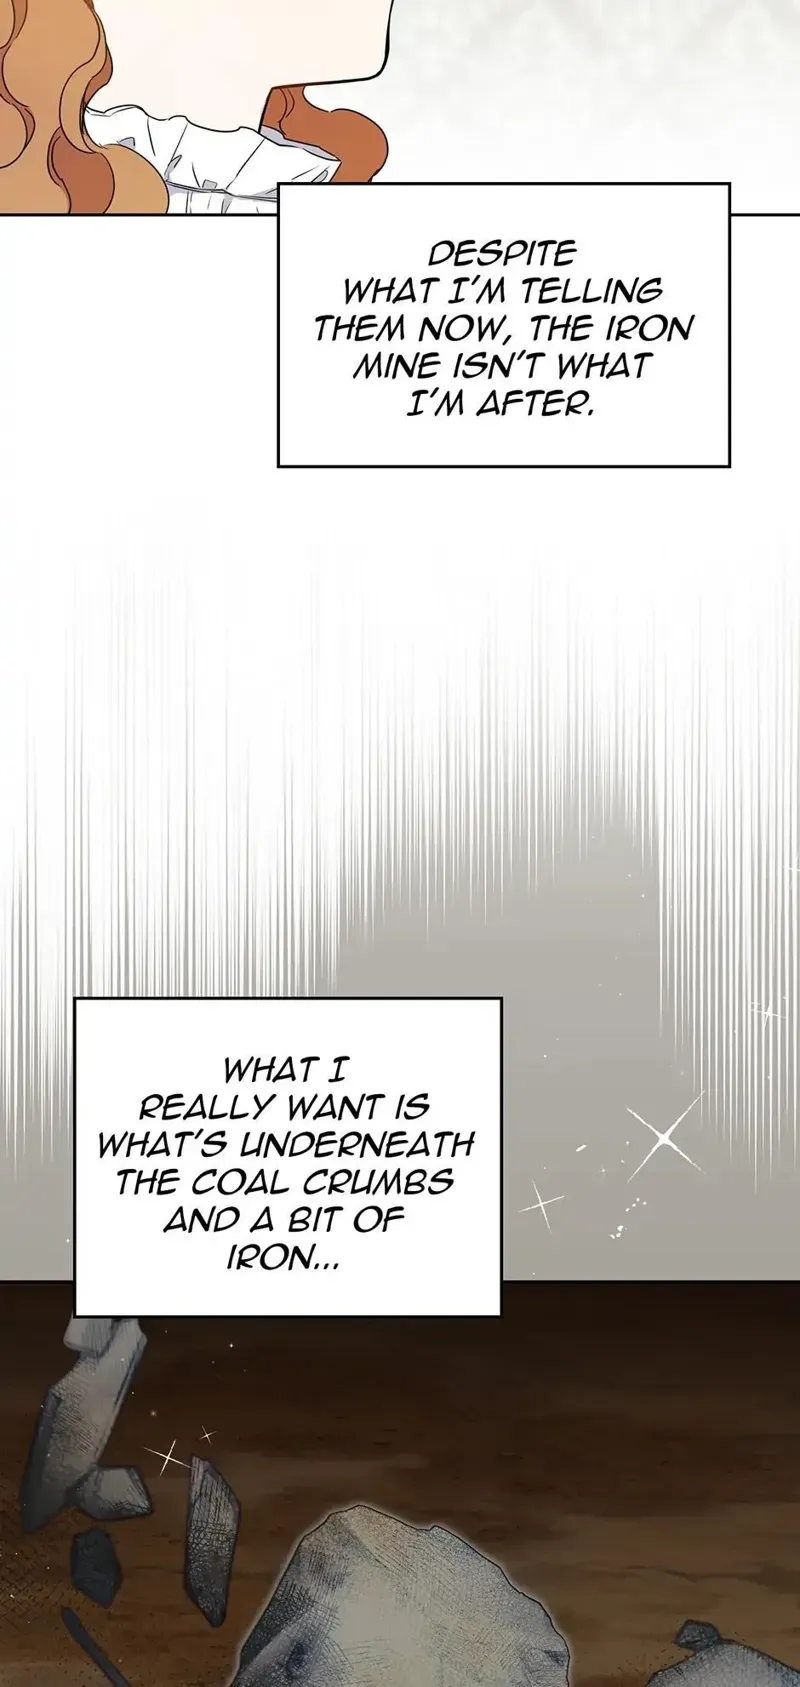 DESPITE
WHAT I'M TELLING
THEM NOW, THE IRON
MINE ISN'T WHAT
I'M AFTER.
WHAT I
REALLY WANT IS
WHAT'S UNDERNEATH
THE COAL CRUMBS
AND A BIT OF
IRON...